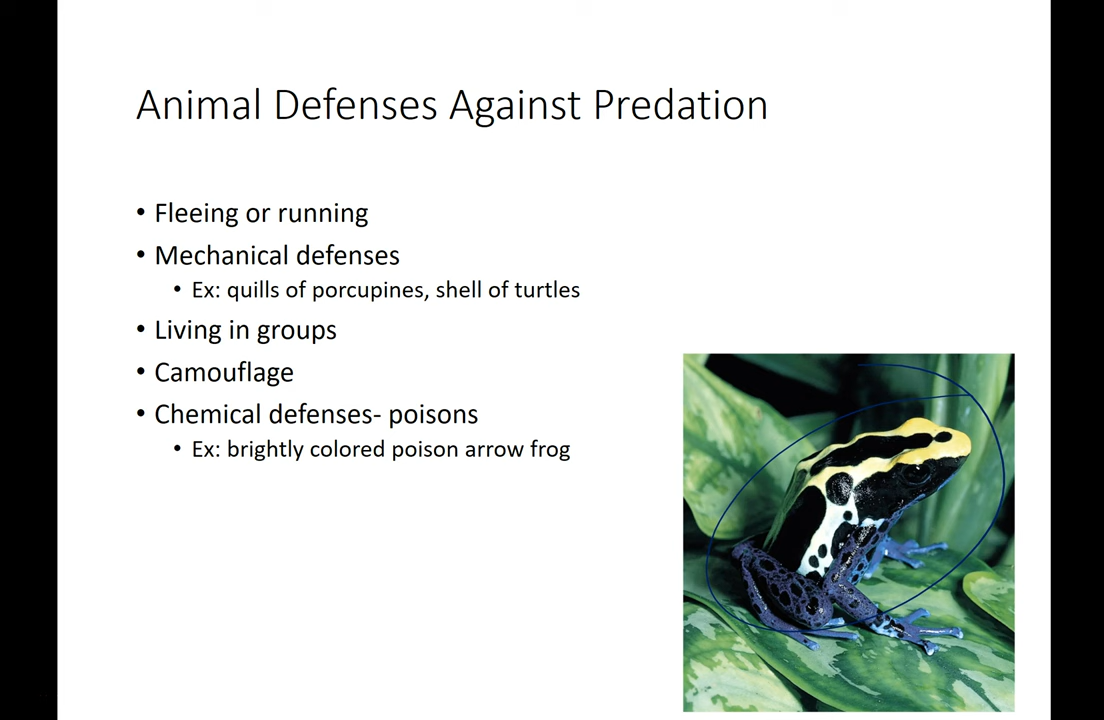 Animal Defenses Against Predation
• Fleeing or running
• Mechanical defenses
• Ex: quills of porcupines, shell of turtles
• Living in groups
• Camouflage
• Chemical defenses- poisons
• Ex: brightly colored poison arrow frog